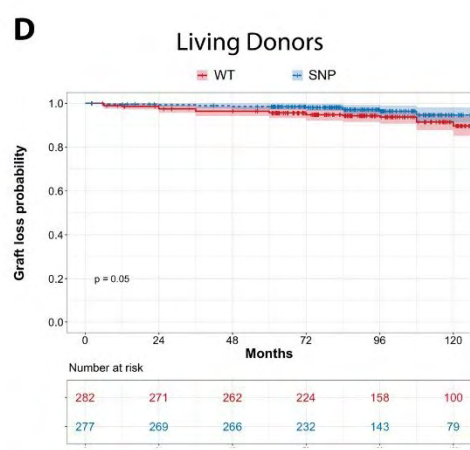 D
Living Donors
WT SNP
Graft loss probability
1.0
0.8
0.6
0.4
0.2
0.0
p = 0.05
0 24 48 72 96 120
Months
Number at risk
282 271 262 224 158 100
277 269 266 232 143 79